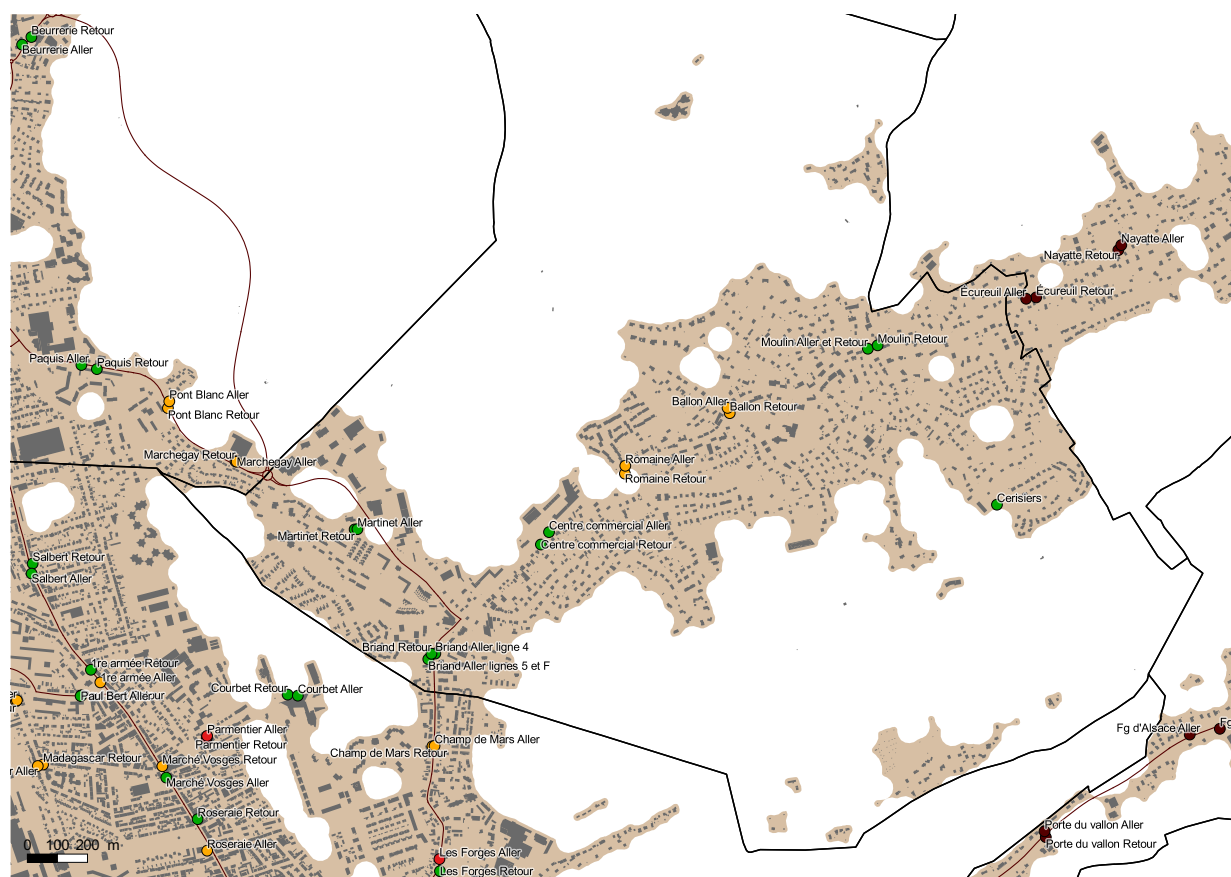 Beurrerie Retour
Beurrerie Aller
Nayatte Aller
Nayatte Retour
Écureuil Aller
Écureuil Retour
Moulin Aller et Retour
Moulin Retour
Paquis Aller
Paquis Retour
Pont Blanc Aller
Pont Blanc Retour
Ballon Aller
Ballon Retour
Marchegay Retour
Marchegay Aller
Romaine Aller
Romaine Retour
Cerisiers
Martinet Aller
Martinet Retour
Centre commercial Aller
Centre commercial Retour
Salbert Retour
Salbert Aller
Briand Retour
Briand Aller ligne 4
Briand Aller lignes 5 et F
1re armée Retour
1re armée Aller
Paul Bert Aller
Courbet Retour
Courbet Aller
Parmentier Aller
Parmentier Retour
Fg d'Alsace Aller
Fg
Champ de Mars Aller
Champ de Mars Retour
Madagascar Retour
r Aller
Marché Vosges Retour
Marché Vosges Aller
Roseraie Retour
Roseraie Aller
Porte du vallon Aller
Porte du vallon Retour
Les Forges Aller
Les Forges Retour
0 100 200 m